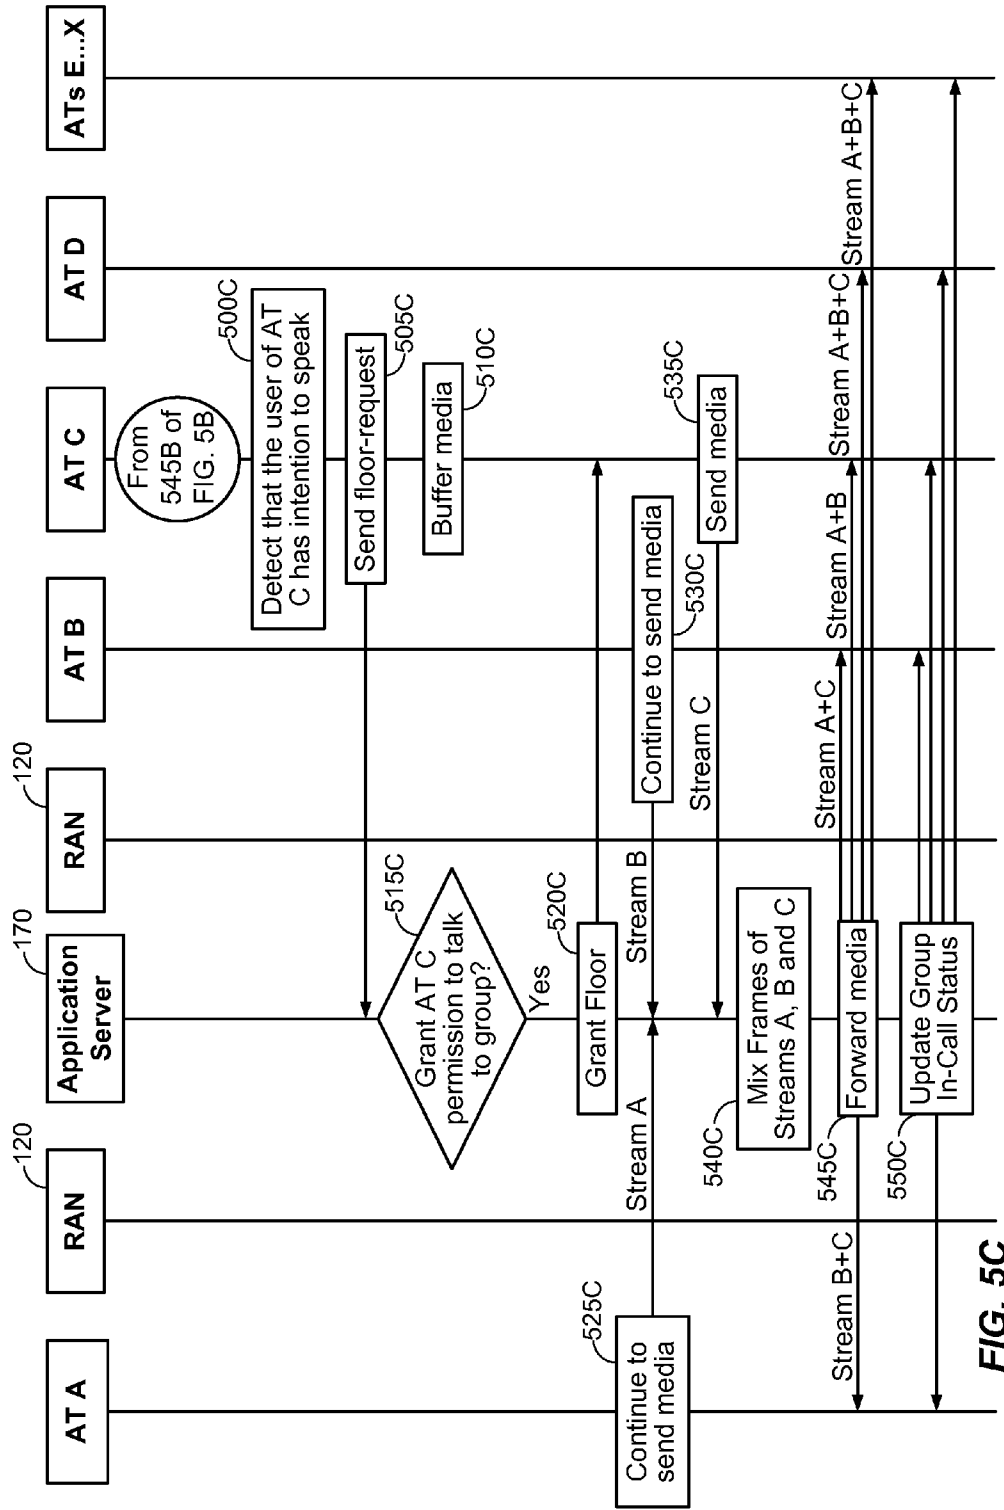 AT A
RAN
120
Application
Server
170
RAN
120
AT B
AT C
AT D
ATs E...X
From
545B of
FIG. 5B
Detect that the user of AT
C has intention to speak
500C
Send floor-request
505C
Buffer media
510C
Grant AT C
permission to talk
to group?
515C
Yes
Grant Floor
520C
Continue to
send media
525C
Stream A
Stream B
Continue to send media
530C
Stream C
Send media
535C
Mix Frames of
Streams A, B and C
540C
Forward media
545C
Stream B+C
Stream A+C
Stream A+B
Stream A+B+C
Stream A+B+C
Update Group
In-Call Status
550C
FIG. 5C